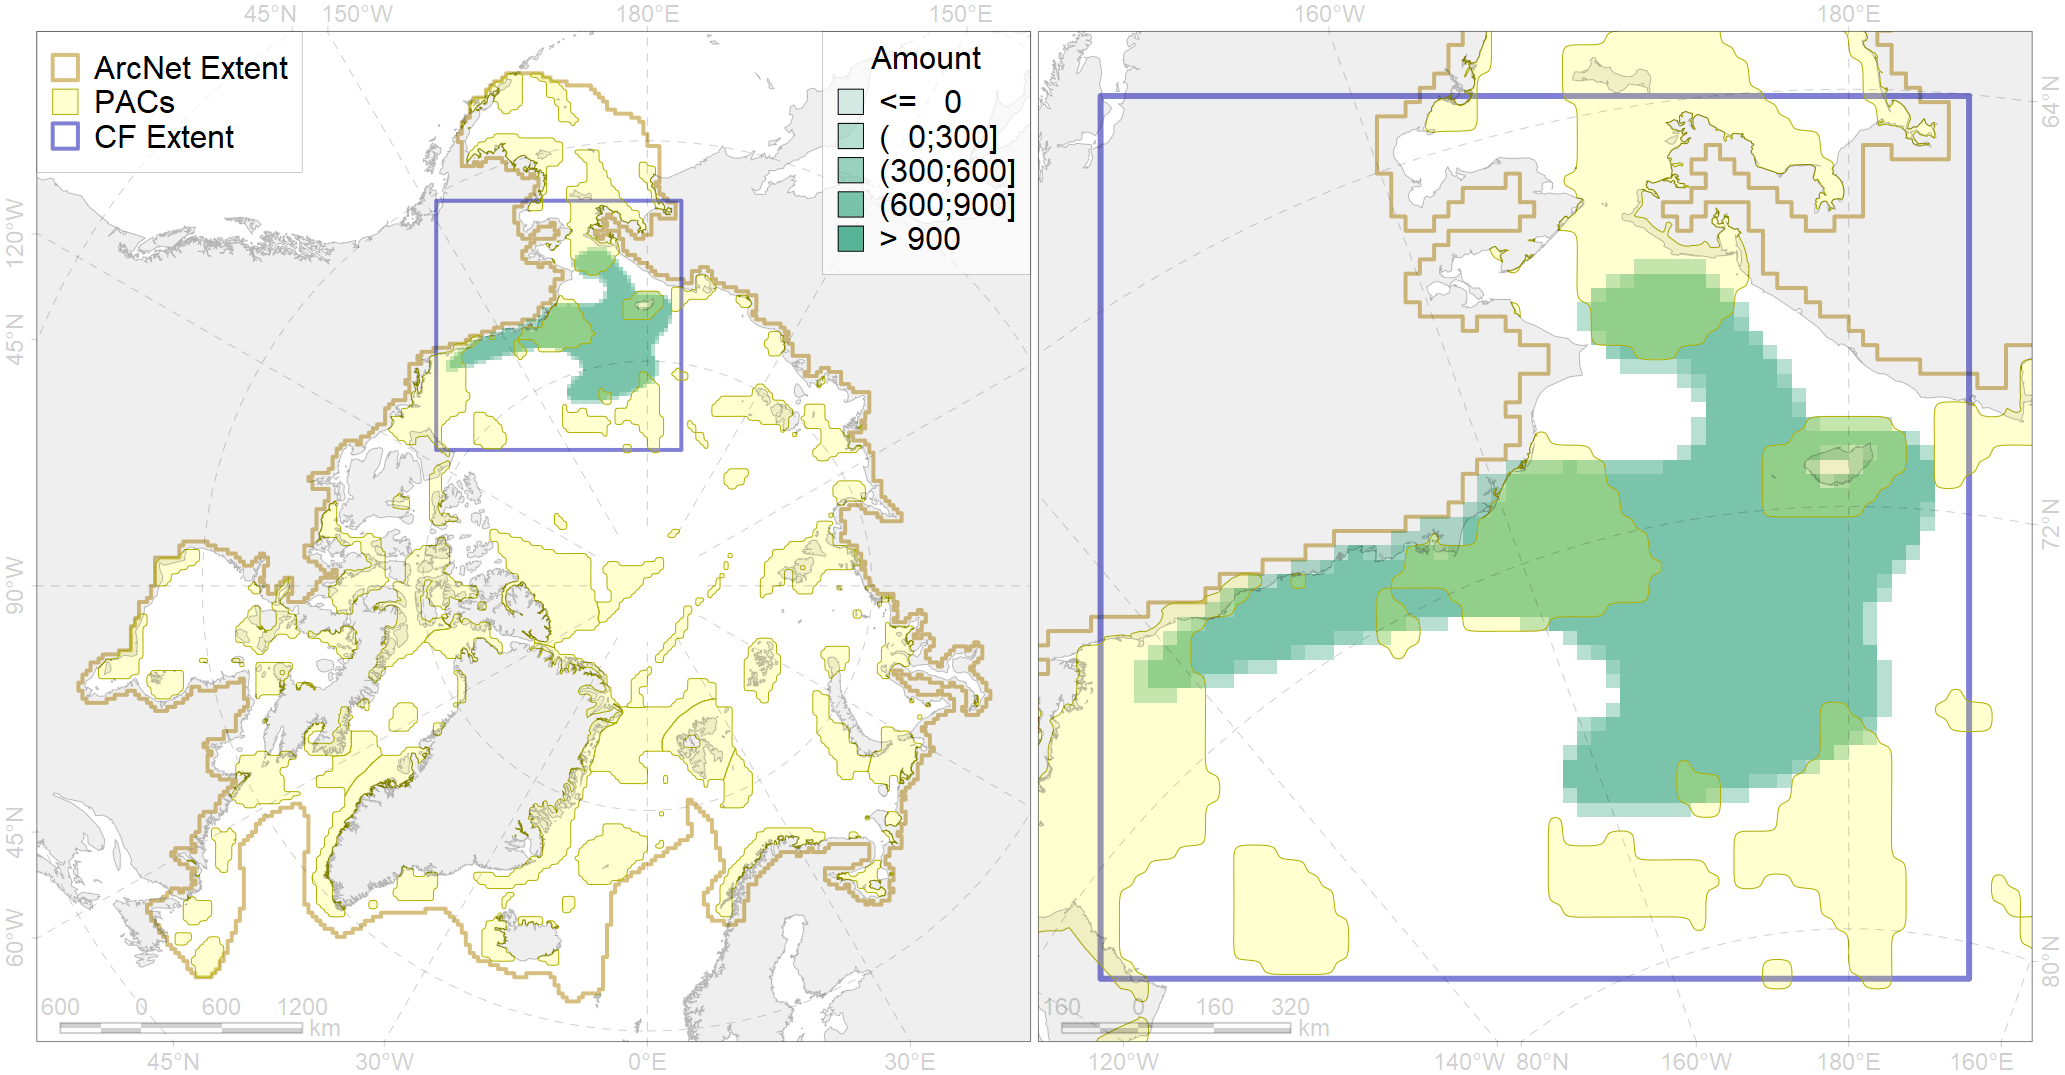 45°N 150°W 180°E 150°E 160°W 180°E
ArcNet Extent
PACs
CF Extent
Amount
<= 0
( 0;300]
(300;600]
(600;900]
> 900
120°W
45°N
90°W
45°N
60°W
64°N
72°N
80°N
600 0 600 1200
km
160 0 160 320
km
45°N 30°W 0°E 30°E 120°W 140°W 80°N 160°W 180°E 160°E